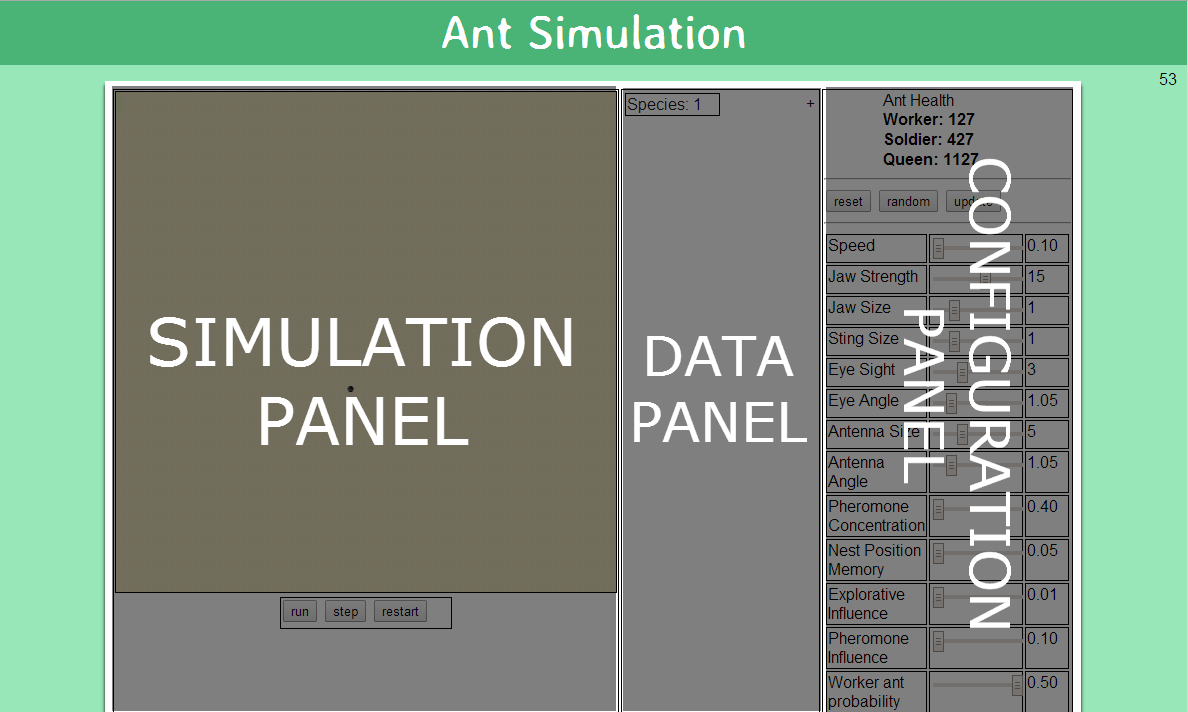 Ant Simulation
53
SIMULATION
PANEL
run step restart
Species: 1 +
DATA
PANEL
Ant Health
Worker: 127
Soldier: 427
Queen: 1127
reset random update
CONFIGURATION
PANEL
Speed 0.10
Jaw Strength 15
Jaw Size 1
Sting Size 1
Eye Sight 3
Eye Angle 1.05
Antenna Size 5
Antenna 1.05
Angle
Pheromone 0.40
Concentration
Nest Position 0.05
Memory
Explorative 0.01
Influence
Pheromone 0.10
Influence
Worker ant 0.50
probability